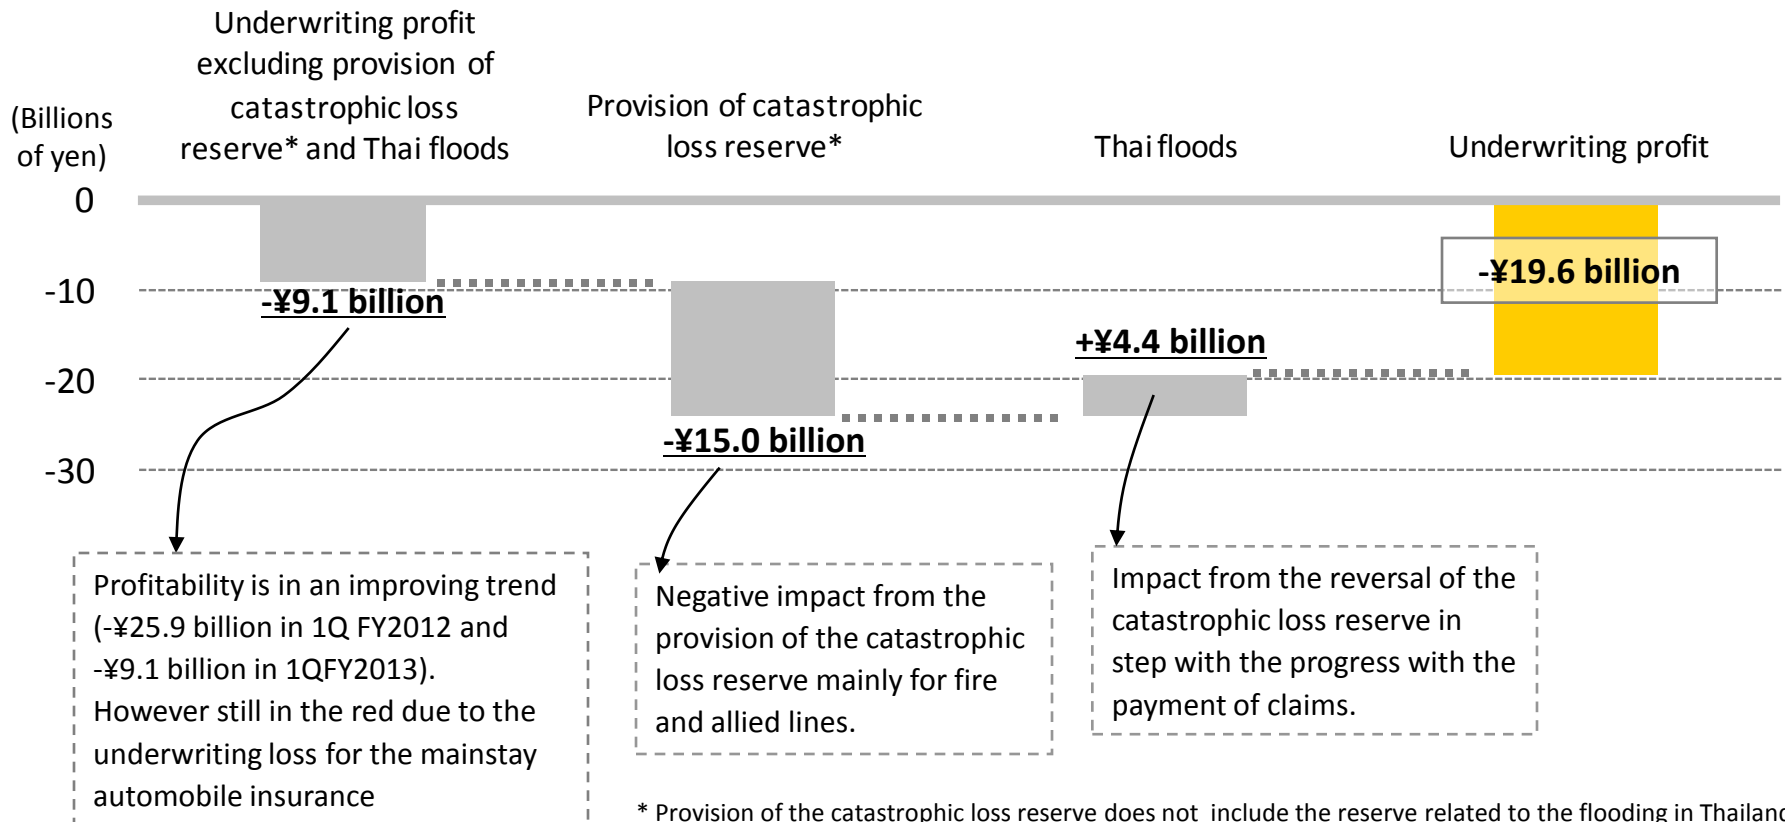 Underwriting profit
excluding provision of
catastrophic loss
reserve* and Thai floods
Provision of catastrophic
loss reserve*
Thai floods
Underwriting profit
(Billions
of yen)
0
-10
-20
-30
-¥9.1 billion
-¥15.0 billion
+¥4.4 billion
-¥19.6 billion
Profitability is in an improving trend
(-¥25.9 billion in 1Q FY2012 and
-¥9.1 billion in 1QFY2013).
However still in the red due to the
underwriting loss for the mainstay
automobile insurance
Negative impact from the
provision of the catastrophic
loss reserve mainly for fire
and allied lines.
Impact from the reversal of the
catastrophic loss reserve in
step with the progress with the
payment of claims.
* Provision of the catastrophic loss reserve does not include the reserve related to the flooding in Thailand